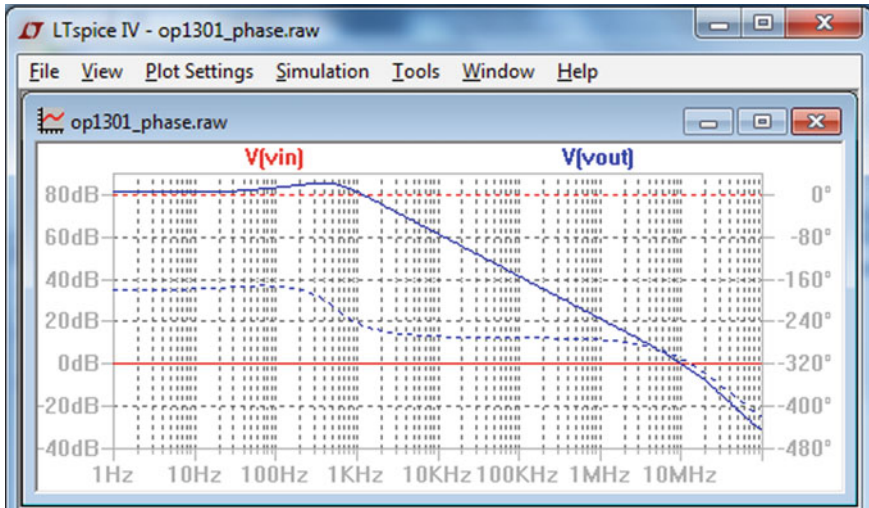 LTspice IV - op1301_phase.raw
File View Plot Settings Simulation Tools Window Help
op1301_phase.raw
V(vin) V(vout)
80dB 0°
60dB -80°
40dB -160°
20dB -240°
0dB -320°
-20dB -400°
-40dB -480°
1Hz 10Hz 100Hz 1KHz 10KHz 100KHz 1MHz 10MHz